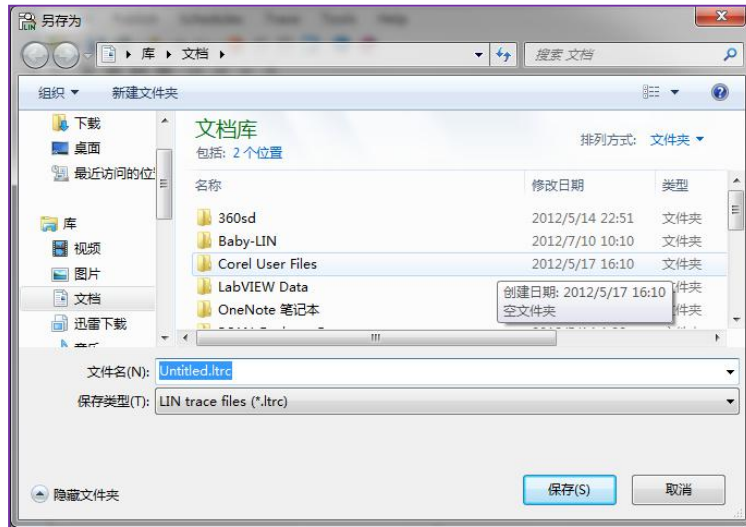 另存为
库 文档
搜索 文档
组织 新建文件夹
下载
桌面
最近访问的位
库
视频
图片
文档
迅雷下载
文档库
包括: 2 个位置
排列方式: 文件夹
名称 修改日期 类型
360sd 2012/5/14 22:51 文件夹
Baby-LIN 2012/7/10 10:10 文件夹
Corel User Files 2012/5/17 16:10 文件夹
LabVIEW Data 件夹
OneNote 笔记本 件夹
创建日期: 2012/5/17 16:10
空文件夹
文件名(N): Untitled.ltrc
保存类型(T): LIN trace files (*.ltrc)
隐藏文件夹 保存(S) 取消